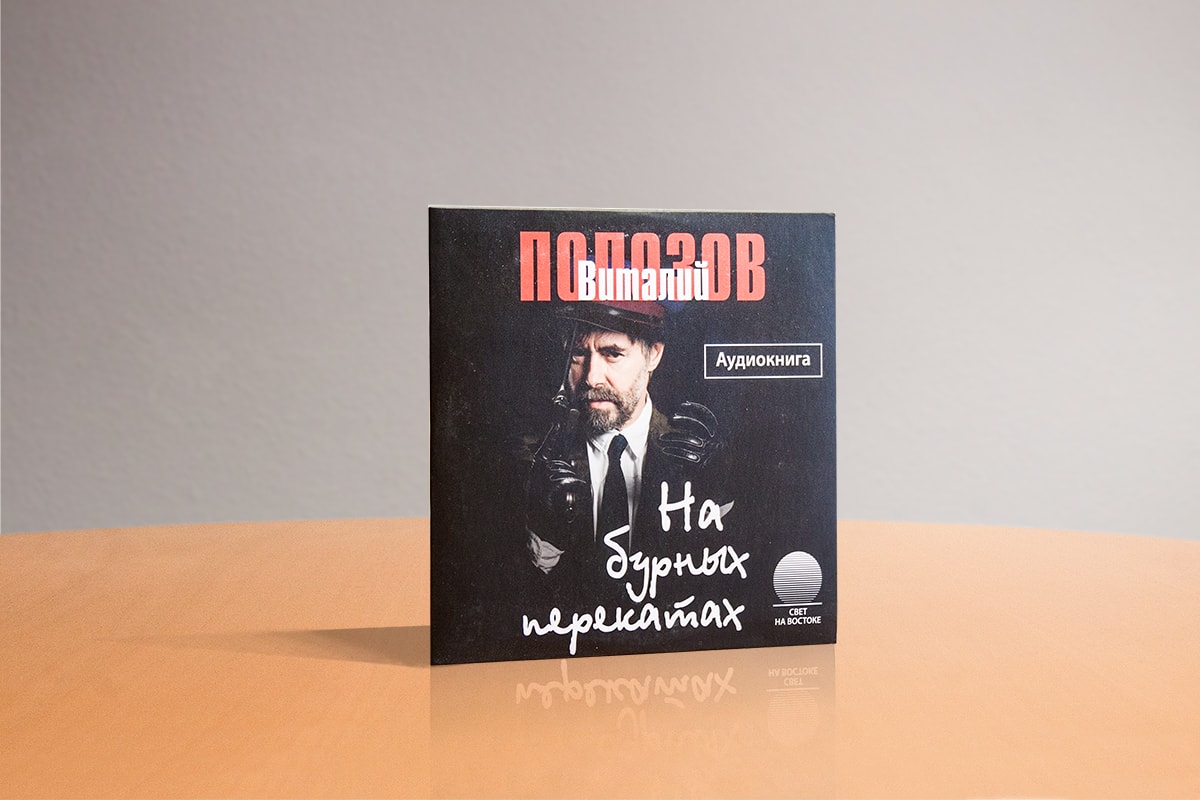 ПОЛОЗОВ
Виталий
Аудиокнига
На
бурных
перекатах
СВЕТ
НА ВОСТОКЕ